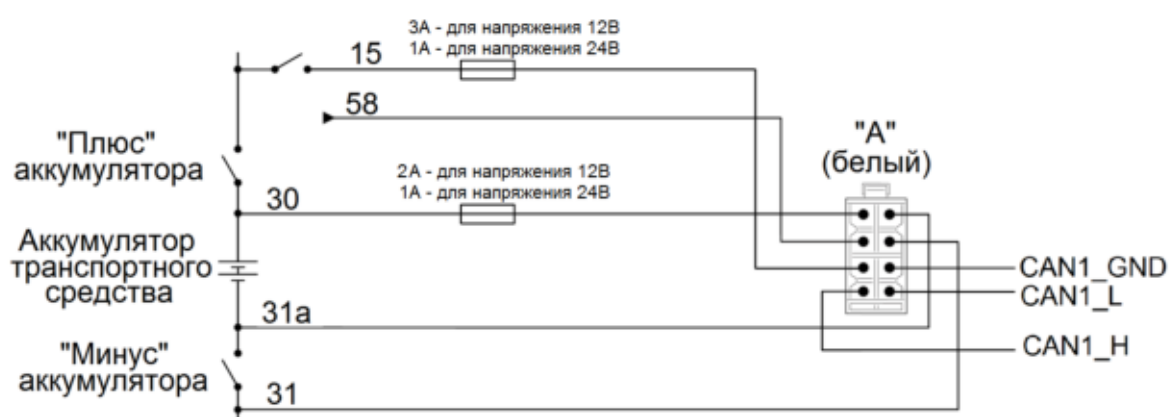 3А - для напряжения 12В
1А - для напряжения 24В
15
58
"А"
(белый)
"Плюс"
аккумулятора
2А - для напряжения 12В
1А - для напряжения 24В
30
Аккумулятор
транспортного
средства
CAN1_GND
CAN1_L
31а
CAN1_H
"Минус"
аккумулятора
31